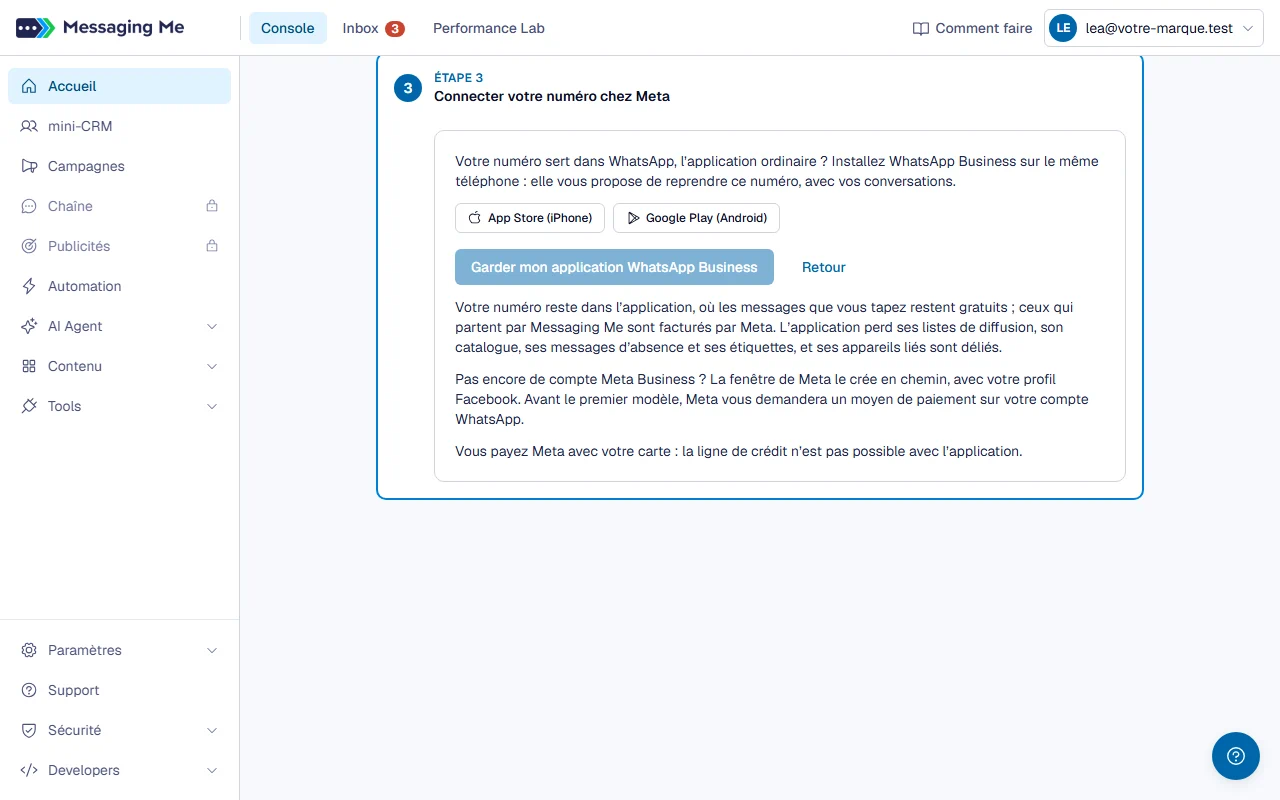 Messaging Me
Console
Inbox 3
Performance Lab
Comment faire
LE lea@votre-marque.test
Accueil
mini-CRM
Campagnes
Chaîne
Publicités
Automation
AI Agent
Contenu
Tools
Paramètres
Support
Sécurité
Developers
3
ÉTAPE 3
Connecter votre numéro chez Meta
Votre numéro sert dans WhatsApp, l’application ordinaire ? Installez WhatsApp Business sur le même
téléphone : elle vous propose de reprendre ce numéro, avec vos conversations.
App Store (iPhone)
Google Play (Android)
Garder mon application WhatsApp Business
Retour
Votre numéro reste dans l’application, où les messages que vous tapez restent gratuits ; ceux qui
partent par Messaging Me sont facturés par Meta. L’application perd ses listes de diffusion, son
catalogue, ses messages d’absence et ses étiquettes, et ses appareils liés sont déliés.
Pas encore de compte Meta Business ? La fenêtre de Meta le crée en chemin, avec votre profil
Facebook. Avant le premier modèle, Meta vous demandera un moyen de paiement sur votre compte
WhatsApp.
Vous payez Meta avec votre carte : la ligne de crédit n’est pas possible avec l’application.